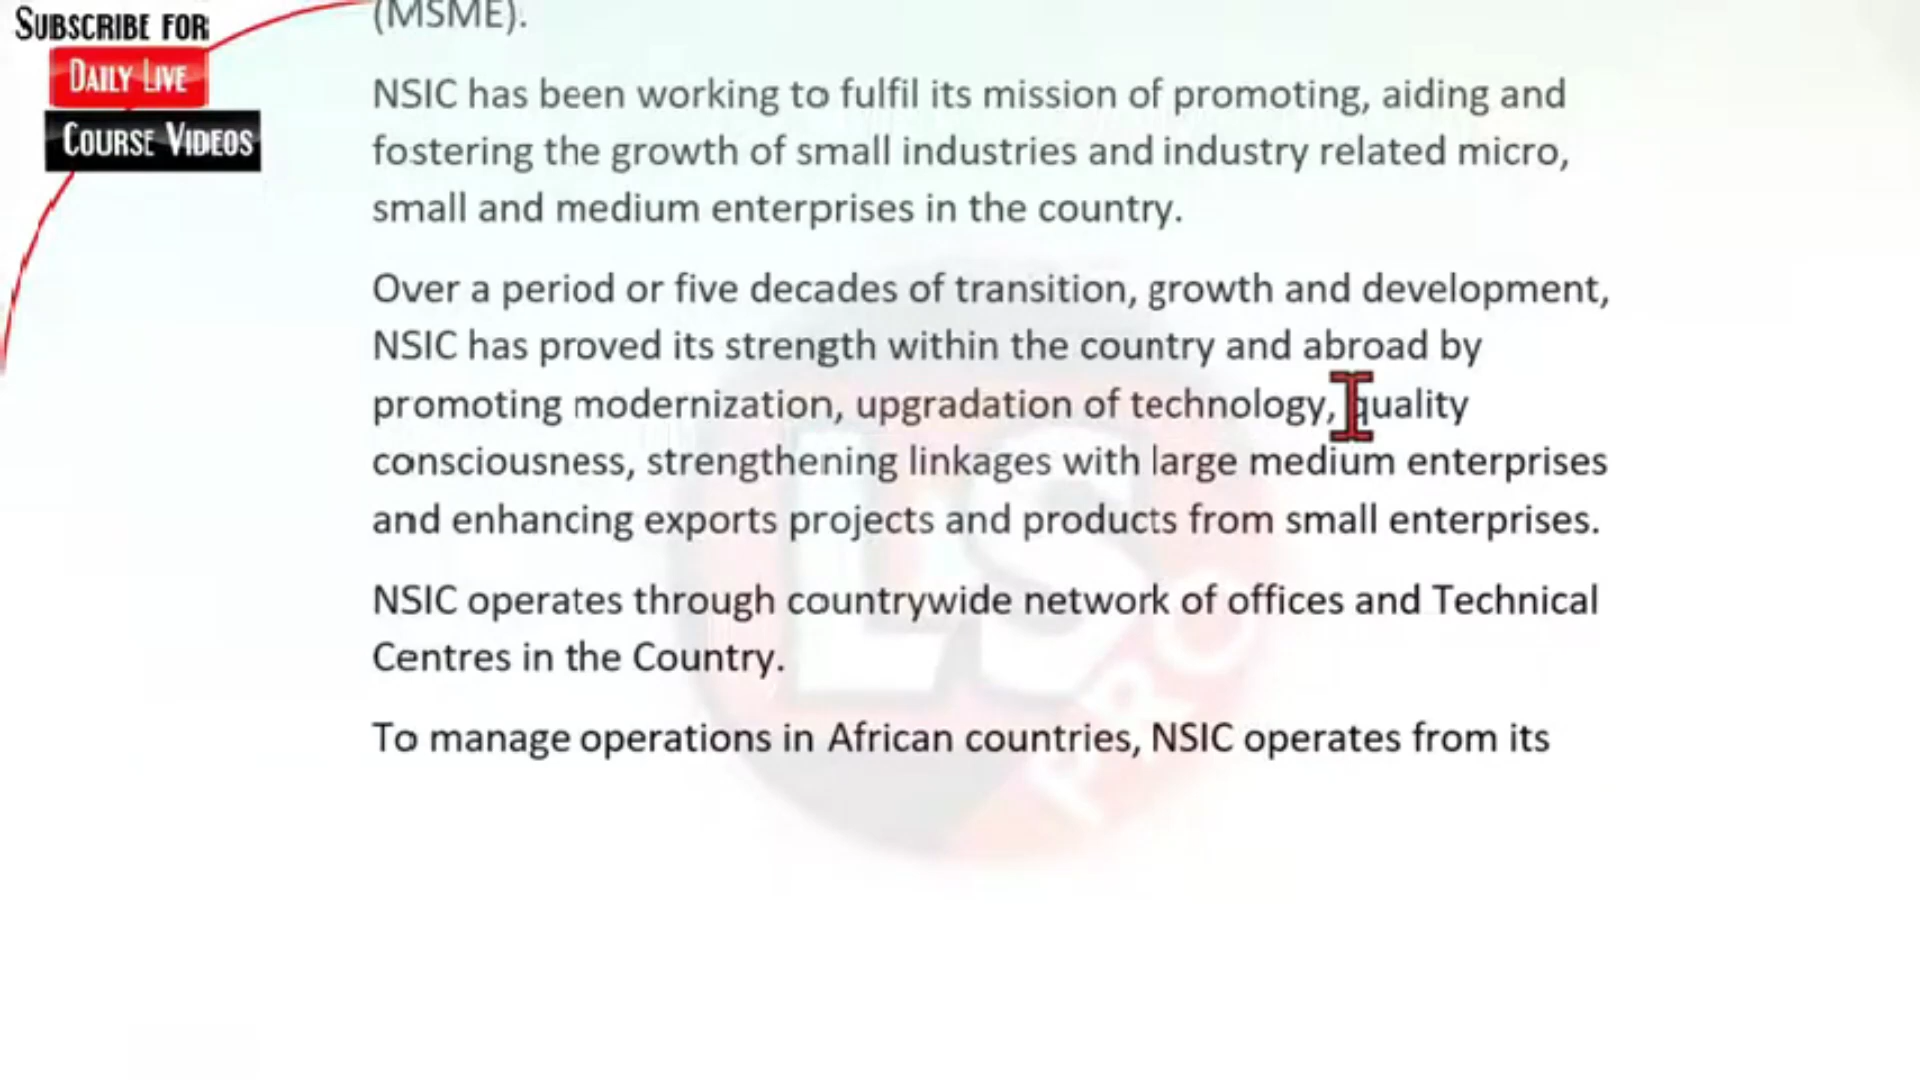 SUBSCRIBE FOR
DAILY LIVE
COURSE VIDEOS
(MSME).
NSIC has been working to fulfil its mission of promoting, aiding and
fostering the growth of small industries and industry related micro,
small and medium enterprises in the country.
Over a period or five decades of transition, growth and development,
NSIC has proved its strength within the country and abroad by
promoting modernization, upgradation of technology, quality
consciousness, strengthening linkages with large medium enterprises
and enhancing exports projects and products from small enterprises.
NSIC operates through countrywide network of offices and Technical
Centres in the Country.
To manage operations in African countries, NSIC operates from its
LS
PRO